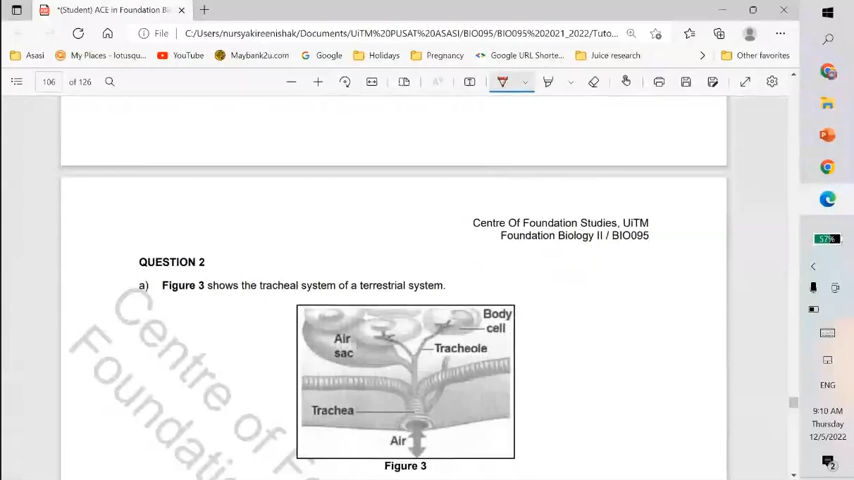 *(Student) ACE in Foundation Bi
File
C:/Users/nursyakireenishak/Documents/UiTM%20PUSAT%20ASASI/BIO095/BIO095%202021_2022/Tuto...
Asasi
My Places - lotusqu...
YouTube
Maybank2u.com
Google
Holidays
Pregnancy
Google URL Shorte...
Juice research
Other favorites
106 of 126
57%
Centre Of Foundation Studies, UiTM
Foundation Biology II / BIO095
QUESTION 2
a) Figure 3 shows the tracheal system of a terrestrial system.
Body
cell
Air
sac
Tracheole
Trachea
Air
Figure 3
Centre of F
Foundati
ENG
9:10 AM
Thursday
12/5/2022
2